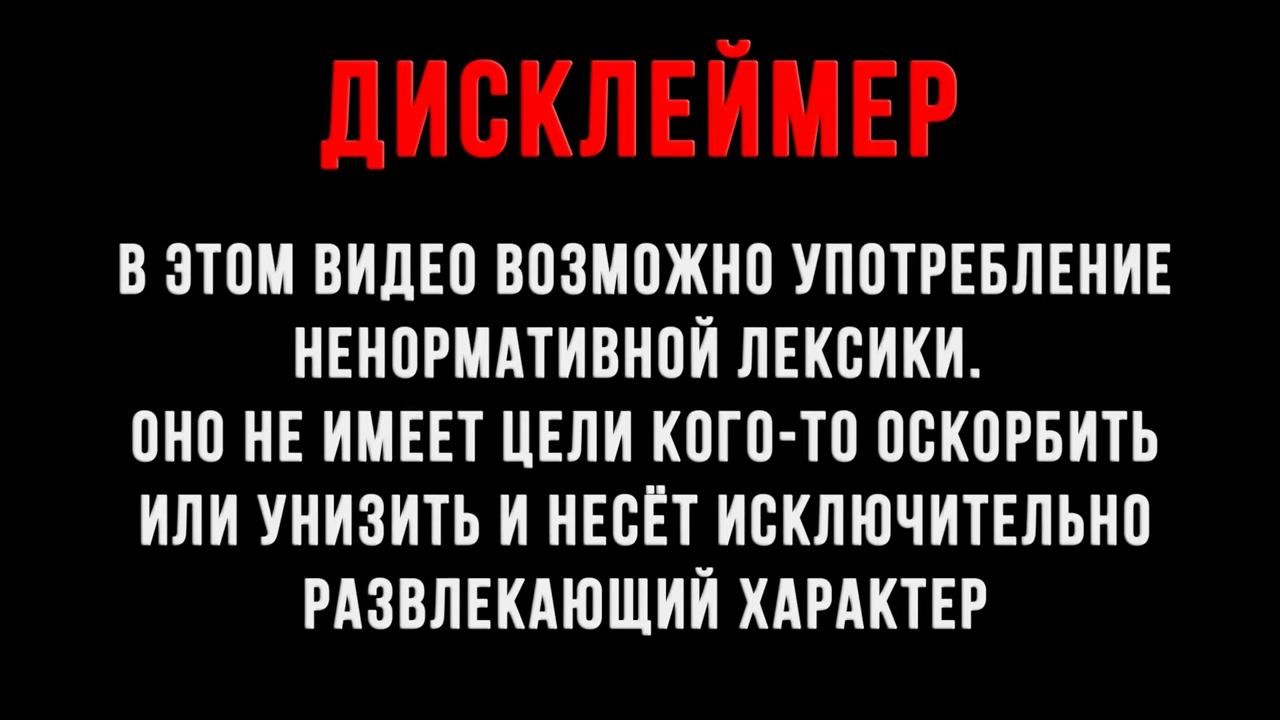 ДИСКЛЕЙМЕР
В ЭТОМ ВИДЕО ВОЗМОЖНО УПОТРЕБЛЕНИЕ
НЕНОРМАТИВНОЙ ЛЕКСИКИ.
ОНО НЕ ИМЕЕТ ЦЕЛИ КОГО-ТО ОСКОРБИТЬ
ИЛИ УНИЗИТЬ И НЕСЁТ ИСКЛЮЧИТЕЛЬНО
РАЗВЛЕКАЮЩИЙ ХАРАКТЕР